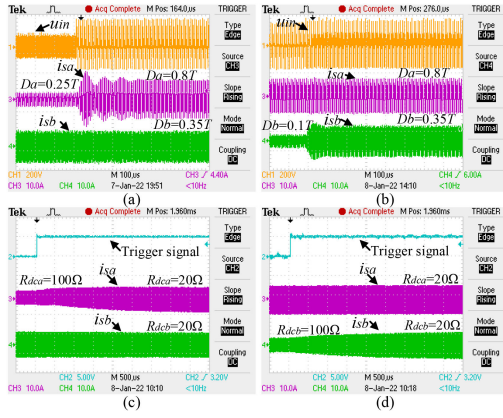 Tek Acq Complete M Pos: 164.0µs TRIGGER
uin
Type
Edge
Source
CH3
isa
Da=0.25T Da=0.8T
Slope
Rising
isb
Db=0.35T
Mode
Normal
Coupling
DC
CH1 200V M 100µs CH3 4.40A
CH3 10.0A CH4 10.0A 7-Jan-22 19:51 <10Hz
(a)
Tek Acq Complete M Pos: 276.0µs TRIGGER
uin
Type
Edge
Source
CH4
isa
Da=0.8T
Slope
Rising
isb
Db=0.1T Db=0.35T
Mode
Normal
Coupling
DC
CH1 200V M 100µs CH4 6.00A
CH3 10.0A CH4 10.0A 8-Jan-22 14:10 <10Hz
(b)
Tek Acq Complete M Pos: 1.960ms TRIGGER
Type
Edge
Trigger signal
Source
CH2
isa
Rdca=100Ω Rdca=20Ω
Slope
Rising
isb
Rdcb=20Ω
Mode
Normal
Coupling
DC
CH2 5.00V M 500µs CH2 3.20V
CH3 10.0A CH4 10.0A 8-Jan-22 10:10 <10Hz
(c)
Tek Acq Complete M Pos: 1.960ms TRIGGER
Type
Edge
Trigger signal
Source
CH2
isa
Rdca=20Ω
Slope
Rising
isb
Rdcb=100Ω Rdcb=20Ω
Mode
Normal
Coupling
DC
CH2 5.00V M 500µs CH2 3.20V
CH3 10.0A CH4 10.0A 8-Jan-22 10:18 <10Hz
(d)